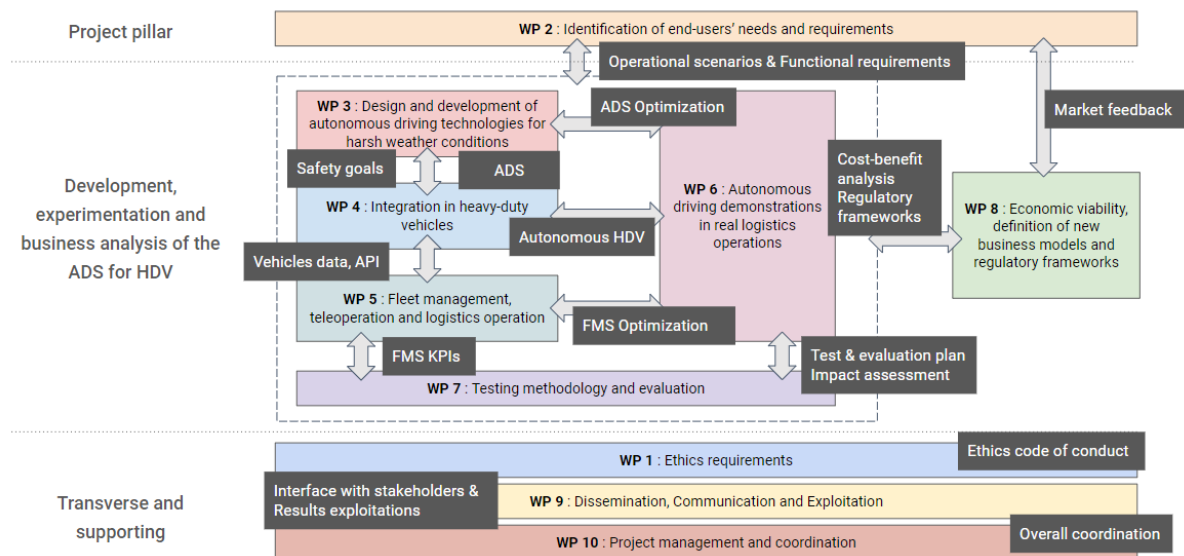 Project pillar
WP 2 : Identification of end-users' needs and requirements
Operational scenarios & Functional requirements
WP 3 : Design and development of
autonomous driving technologies for
harsh weather conditions
ADS Optimization
Market feedback
Safety goals
ADS
Development,
experimentation and
business analysis of the
ADS for HDV
WP 4 : Integration in heavy-duty
vehicles
Autonomous HDV
WP 6 : Autonomous
driving demonstrations
in real logistics
operations
Cost-benefit
analysis
Regulatory
frameworks
WP 8 : Economic viability,
definition of new
business models and
regulatory frameworks
Vehicles data, API
WP 5 : Fleet management,
teleoperation and logistics operation
FMS Optimization
FMS KPIs
Test & evaluation plan
Impact assessment
WP 7 : Testing methodology and evaluation
Transverse and
supporting
WP 1 : Ethics requirements
Ethics code of conduct
Interface with stakeholders &
Results exploitations
WP 9 : Dissemination, Communication and Exploitation
WP 10 : Project management and coordination
Overall coordination